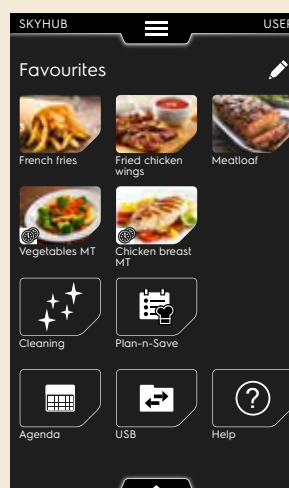 SKYHUB USER
Favourites
French fries Fried chicken wings Meatloaf
Vegetables MT Chicken breast MT
Cleaning Plan-n-Save
Agenda USB Help